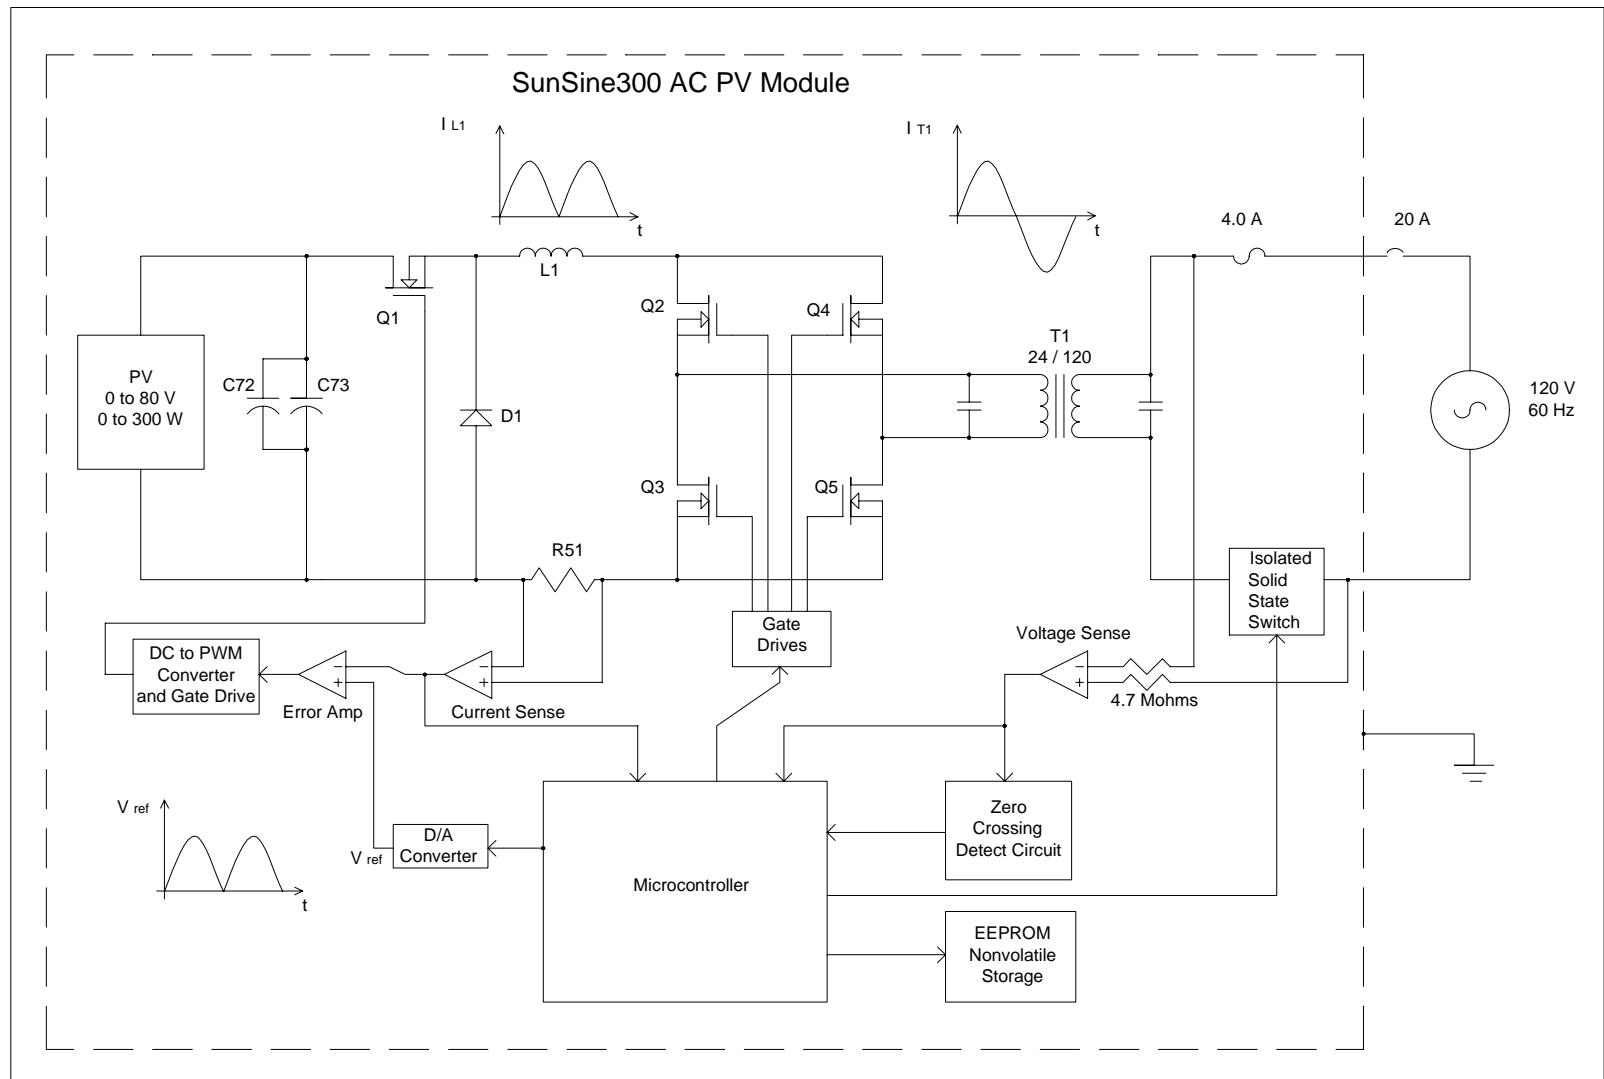 SunSine300 AC PV Module
I L1
t
I T1
t
4.0 A
20 A
L1
Q1
Q2
Q4
T1
24 / 120
PV
0 to 80 V
0 to 300 W
C72
C73
D1
120 V
60 Hz
Q3
Q5
R51
Isolated
Solid
State
Switch
Gate
Drives
Voltage Sense
DC to PWM
Converter
and Gate Drive
Error Amp
Current Sense
4.7 Mohms
V ref
t
V ref
D/A
Converter
Microcontroller
Zero
Crossing
Detect Circuit
EEPROM
Nonvolatile
Storage